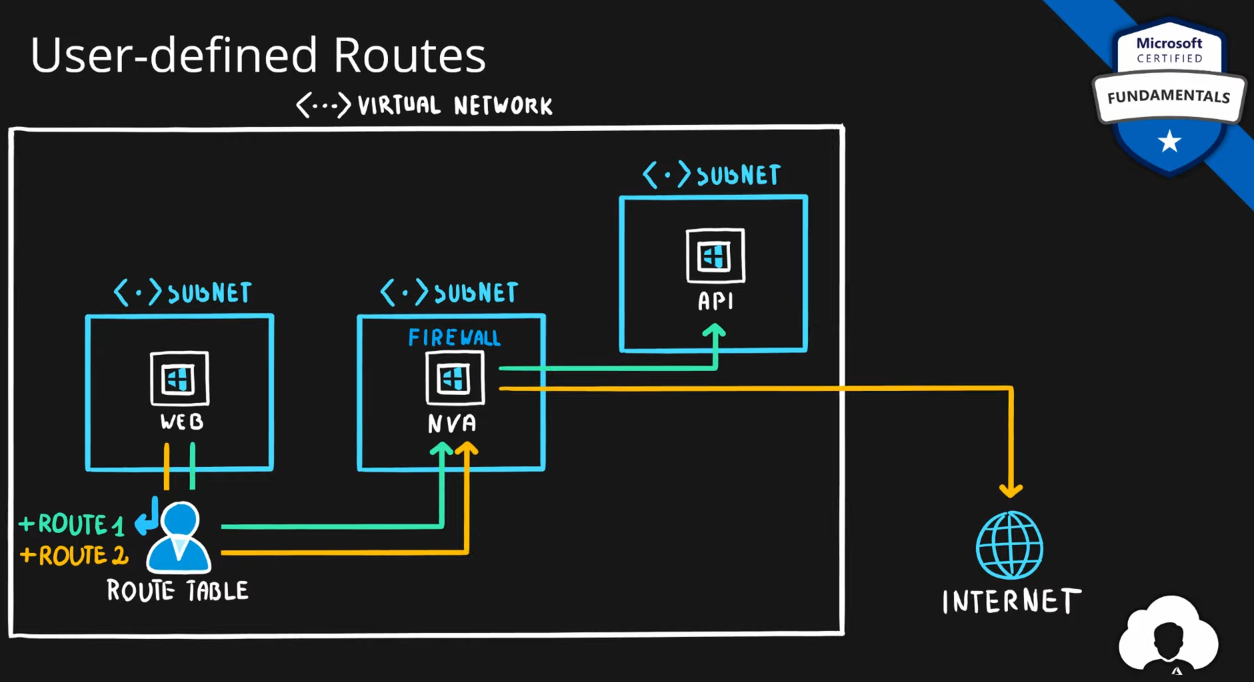 User-defined Routes
Microsoft
CERTIFIED
FUNDAMENTALS
<···> VIRTUAL NETWORK
<·> SUBNET
API
<·> SUBNET
<·> SUBNET
FIREWALL
WEB
NVA
+ROUTE 1
+ROUTE 2
ROUTE TABLE
INTERNET